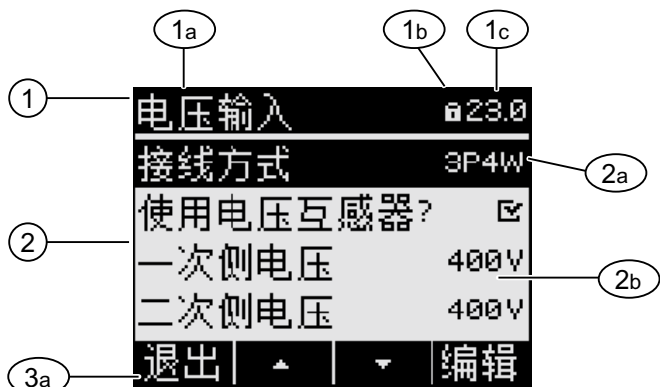 1a 1b 1c
1 电压输入 23.0
接线方式 3P4W 2a
使用电压互感器?
2
一次侧电压 400V 2b
二次侧电压 400V
3a 退出 编辑